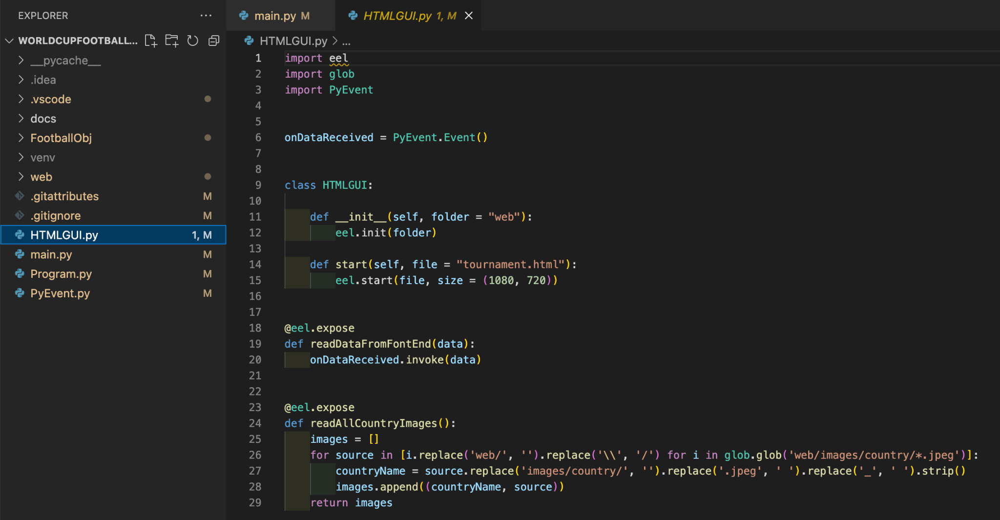 EXPLORER ...
WORLDCUPFOOTBALL...
__pycache__
.idea
.vscode
docs
FootballObj
venv
web
.gitattributes M
.gitignore M
HTMLGUI.py 1, M
main.py M
Program.py M
PyEvent.py M
main.py M HTMLGUI.py 1, M
HTMLGUI.py > ...
1 import eel
2 import glob
3 import PyEvent
4
5
6 onDataReceived = PyEvent.Event()
7
8
9 class HTMLGUI:
10
11     def __init__(self, folder = "web"):
12         eel.init(folder)
13
14     def start(self, file = "tournament.html"):
15         eel.start(file, size = (1080, 720))
16
17
18 @eel.expose
19 def readDataFromFontEnd(data):
20     onDataReceived.invoke(data)
21
22
23 @eel.expose
24 def readAllCountryImages():
25     images = []
26     for source in [i.replace('web/', '').replace('\\', '/') for i in glob.glob('web/images/country/*.jpeg')]:
27         countryName = source.replace('images/country/', '').replace('.jpeg', ' ').replace('_', ' ').strip()
28         images.append((countryName, source))
29     return images